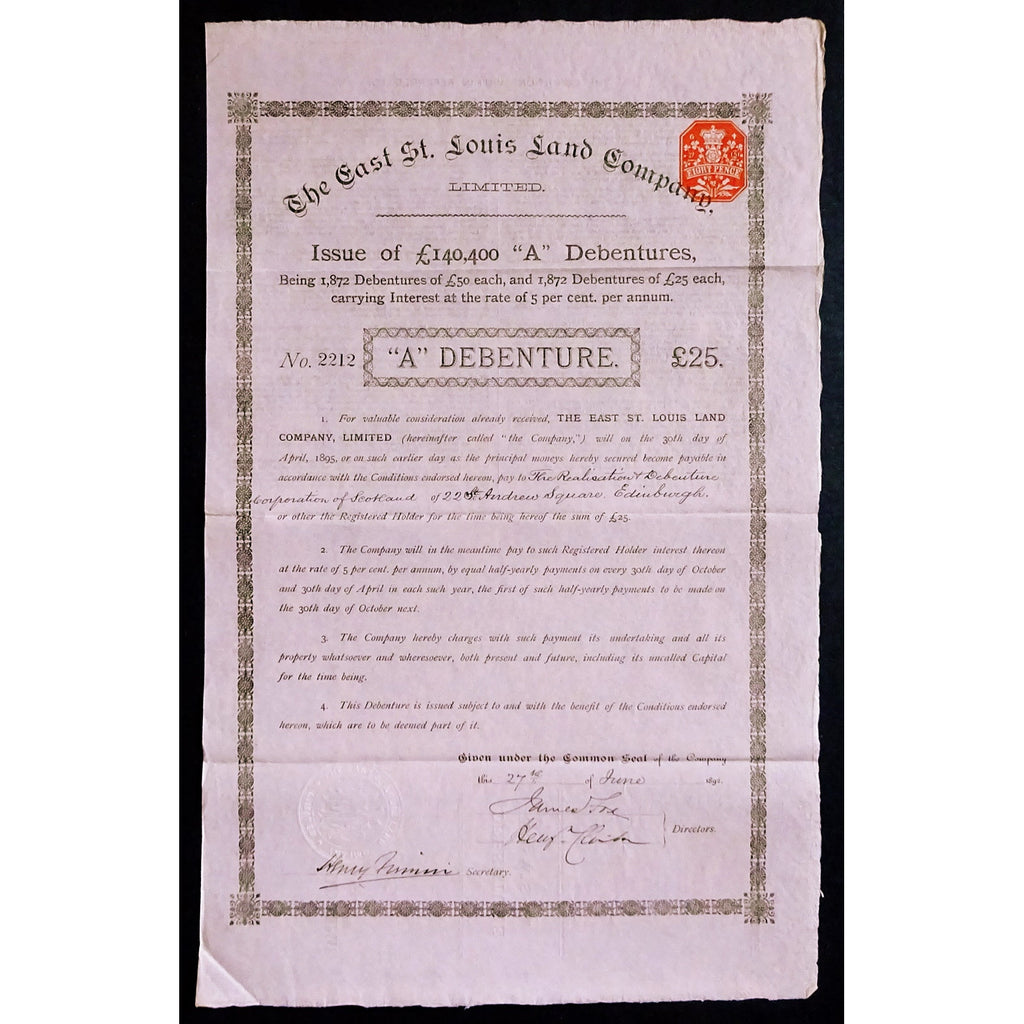 The East St. Louis Land Company,
LIMITED.
EIGHT PENCE
Issue of £140,400 "A" Debentures,
Being 1,872 Debentures of £50 each, and 1,872 Debentures of £25 each,
carrying Interest at the rate of 5 per cent. per annum.
No. 2212 "A" DEBENTURE. £25.
1. For valuable consideration already received, THE EAST ST. LOUIS LAND
COMPANY, LIMITED (hereinafter called "the Company,") will on the 30th day of
April, 1895, or on such earlier day as the principal moneys hereby secured become payable in
accordance with the Conditions endorsed hereon, pay to The Realisation & Debenture
Corporation of Scotland of 22 St. Andrew Square, Edinburgh.
or other the Registered Holder for the time being hereof the sum of £25.
2. The Company will in the meantime pay to such Registered Holder interest thereon
at the rate of 5 per cent. per annum, by equal half-yearly payments on every 30th day of October
and 30th day of April in each such year, the first of such half-yearly payments to be made on
the 30th day of October next.
3. The Company hereby charges with such payment its undertaking and all its
property whatsoever and wheresoever, both present and future, including its uncalled Capital
for the time being.
4. This Debenture is issued subject to and with the benefit of the Conditions endorsed
hereon, which are to be deemed part of it.
Given under the Common Seal of the Company
this 27th of June
James
Directors.
Henry Secretary.